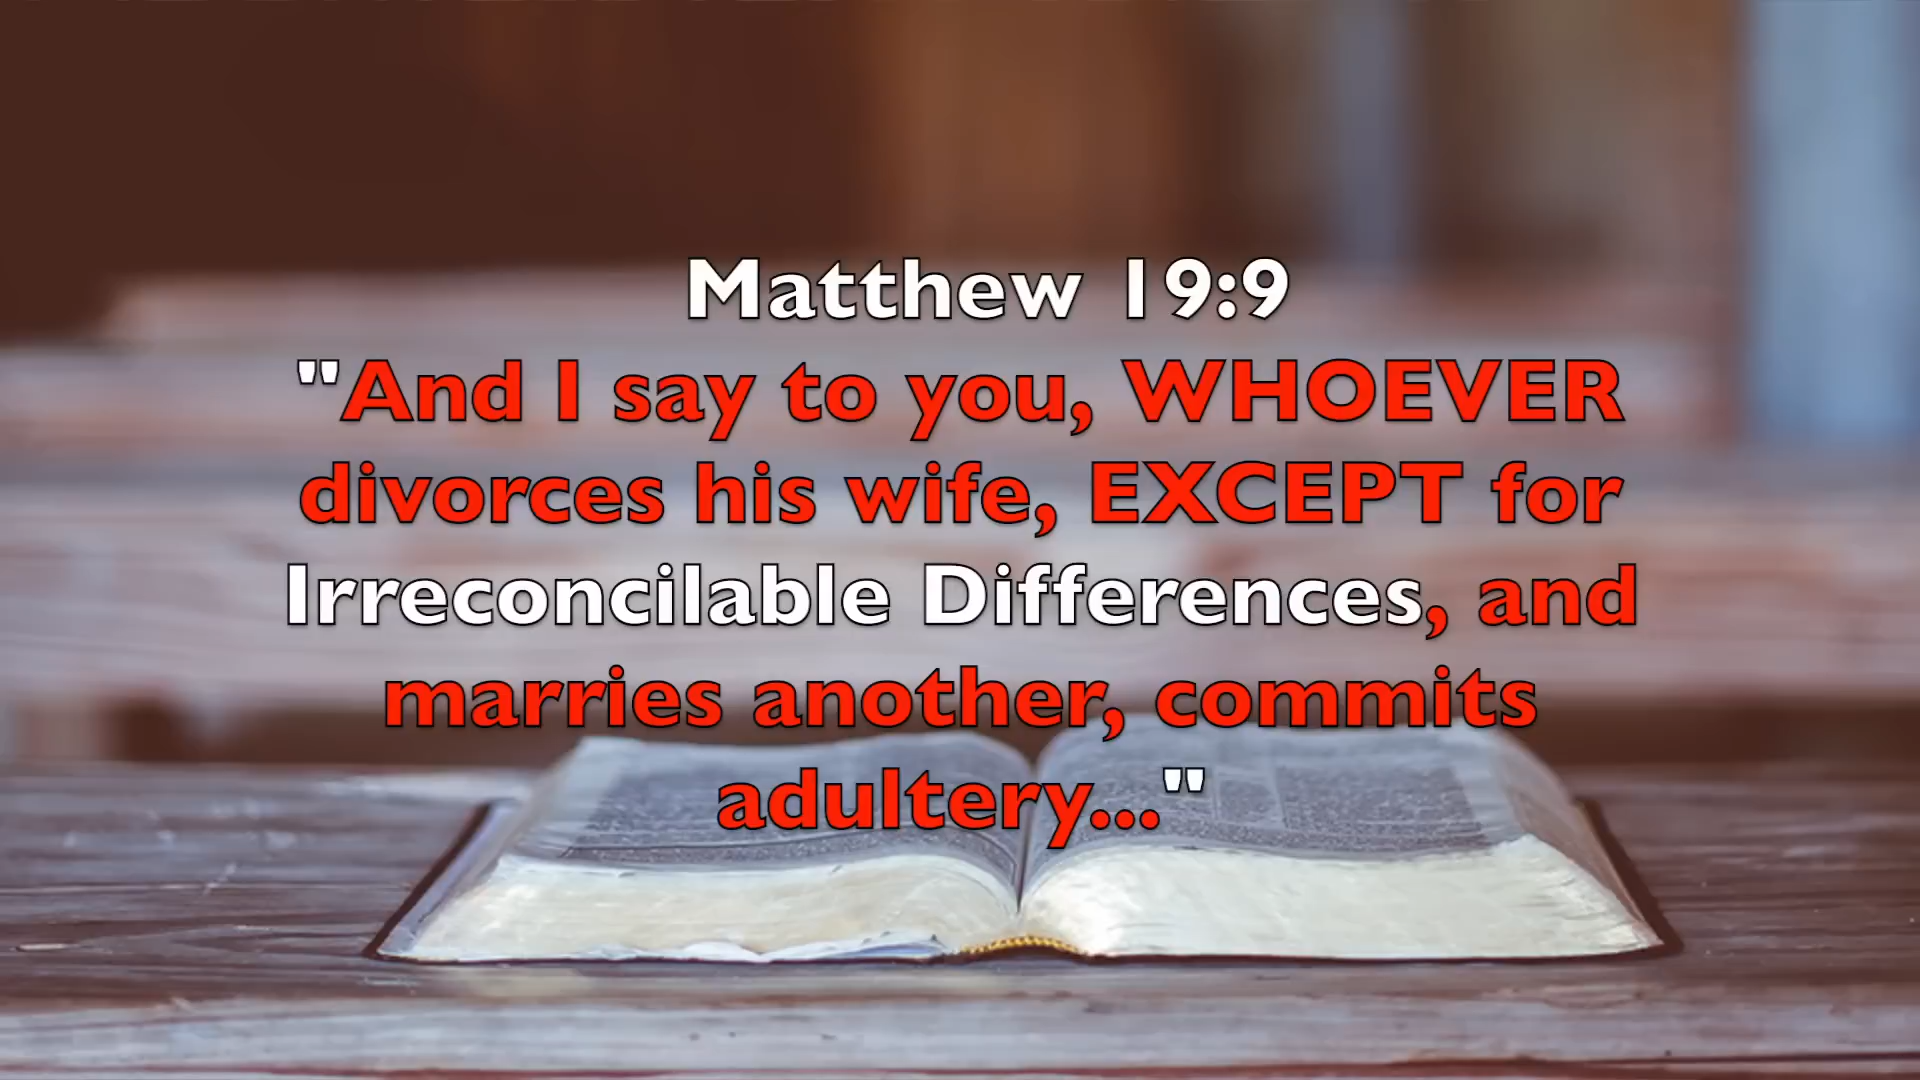 Matthew 19:9
"And I say to you, WHOEVER
divorces his wife, EXCEPT for
Irreconcilable Differences, and
marries another, commits
adultery..."